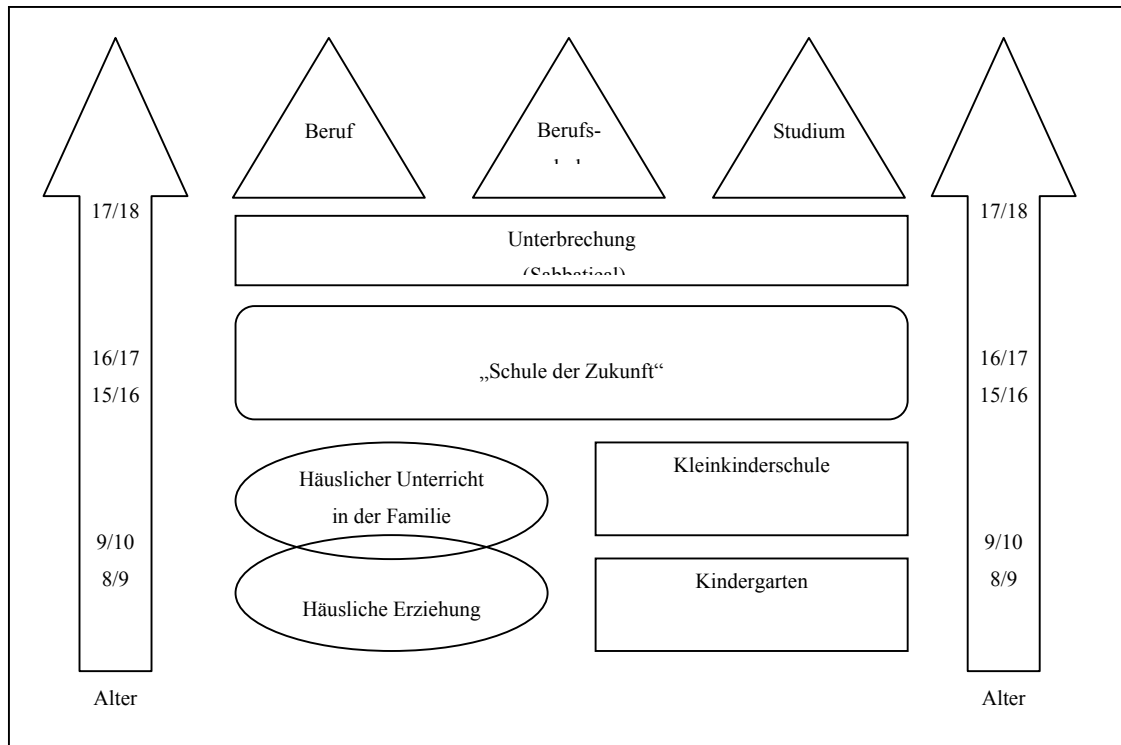 Beruf
Berufs-
Studium
17/18
17/18
Unterbrechung
(Sabbatical)
16/17
16/17
„Schule der Zukunft“
15/16
15/16
Kleinkinderschule
Häuslicher Unterricht
in der Familie
9/10
9/10
8/9
8/9
Kindergarten
Häusliche Erziehung
Alter
Alter